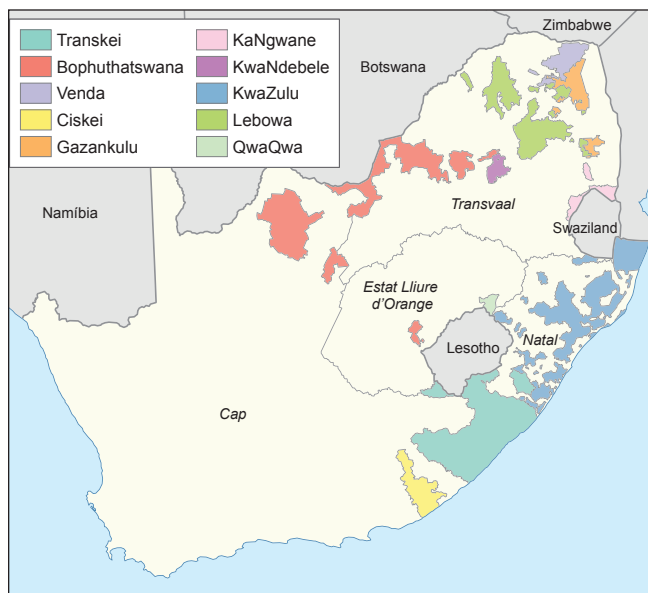 Transkei
Bophuthatswana
Venda
Ciskei
Gazankulu
KaNgwane
KwaNdebele
KwaZulu
Lebowa
QwaQwa
Zimbabwe
Botswana
Namíbia
Transvaal
Swaziland
Estat Lliure
d'Orange
Natal
Lesotho
Cap